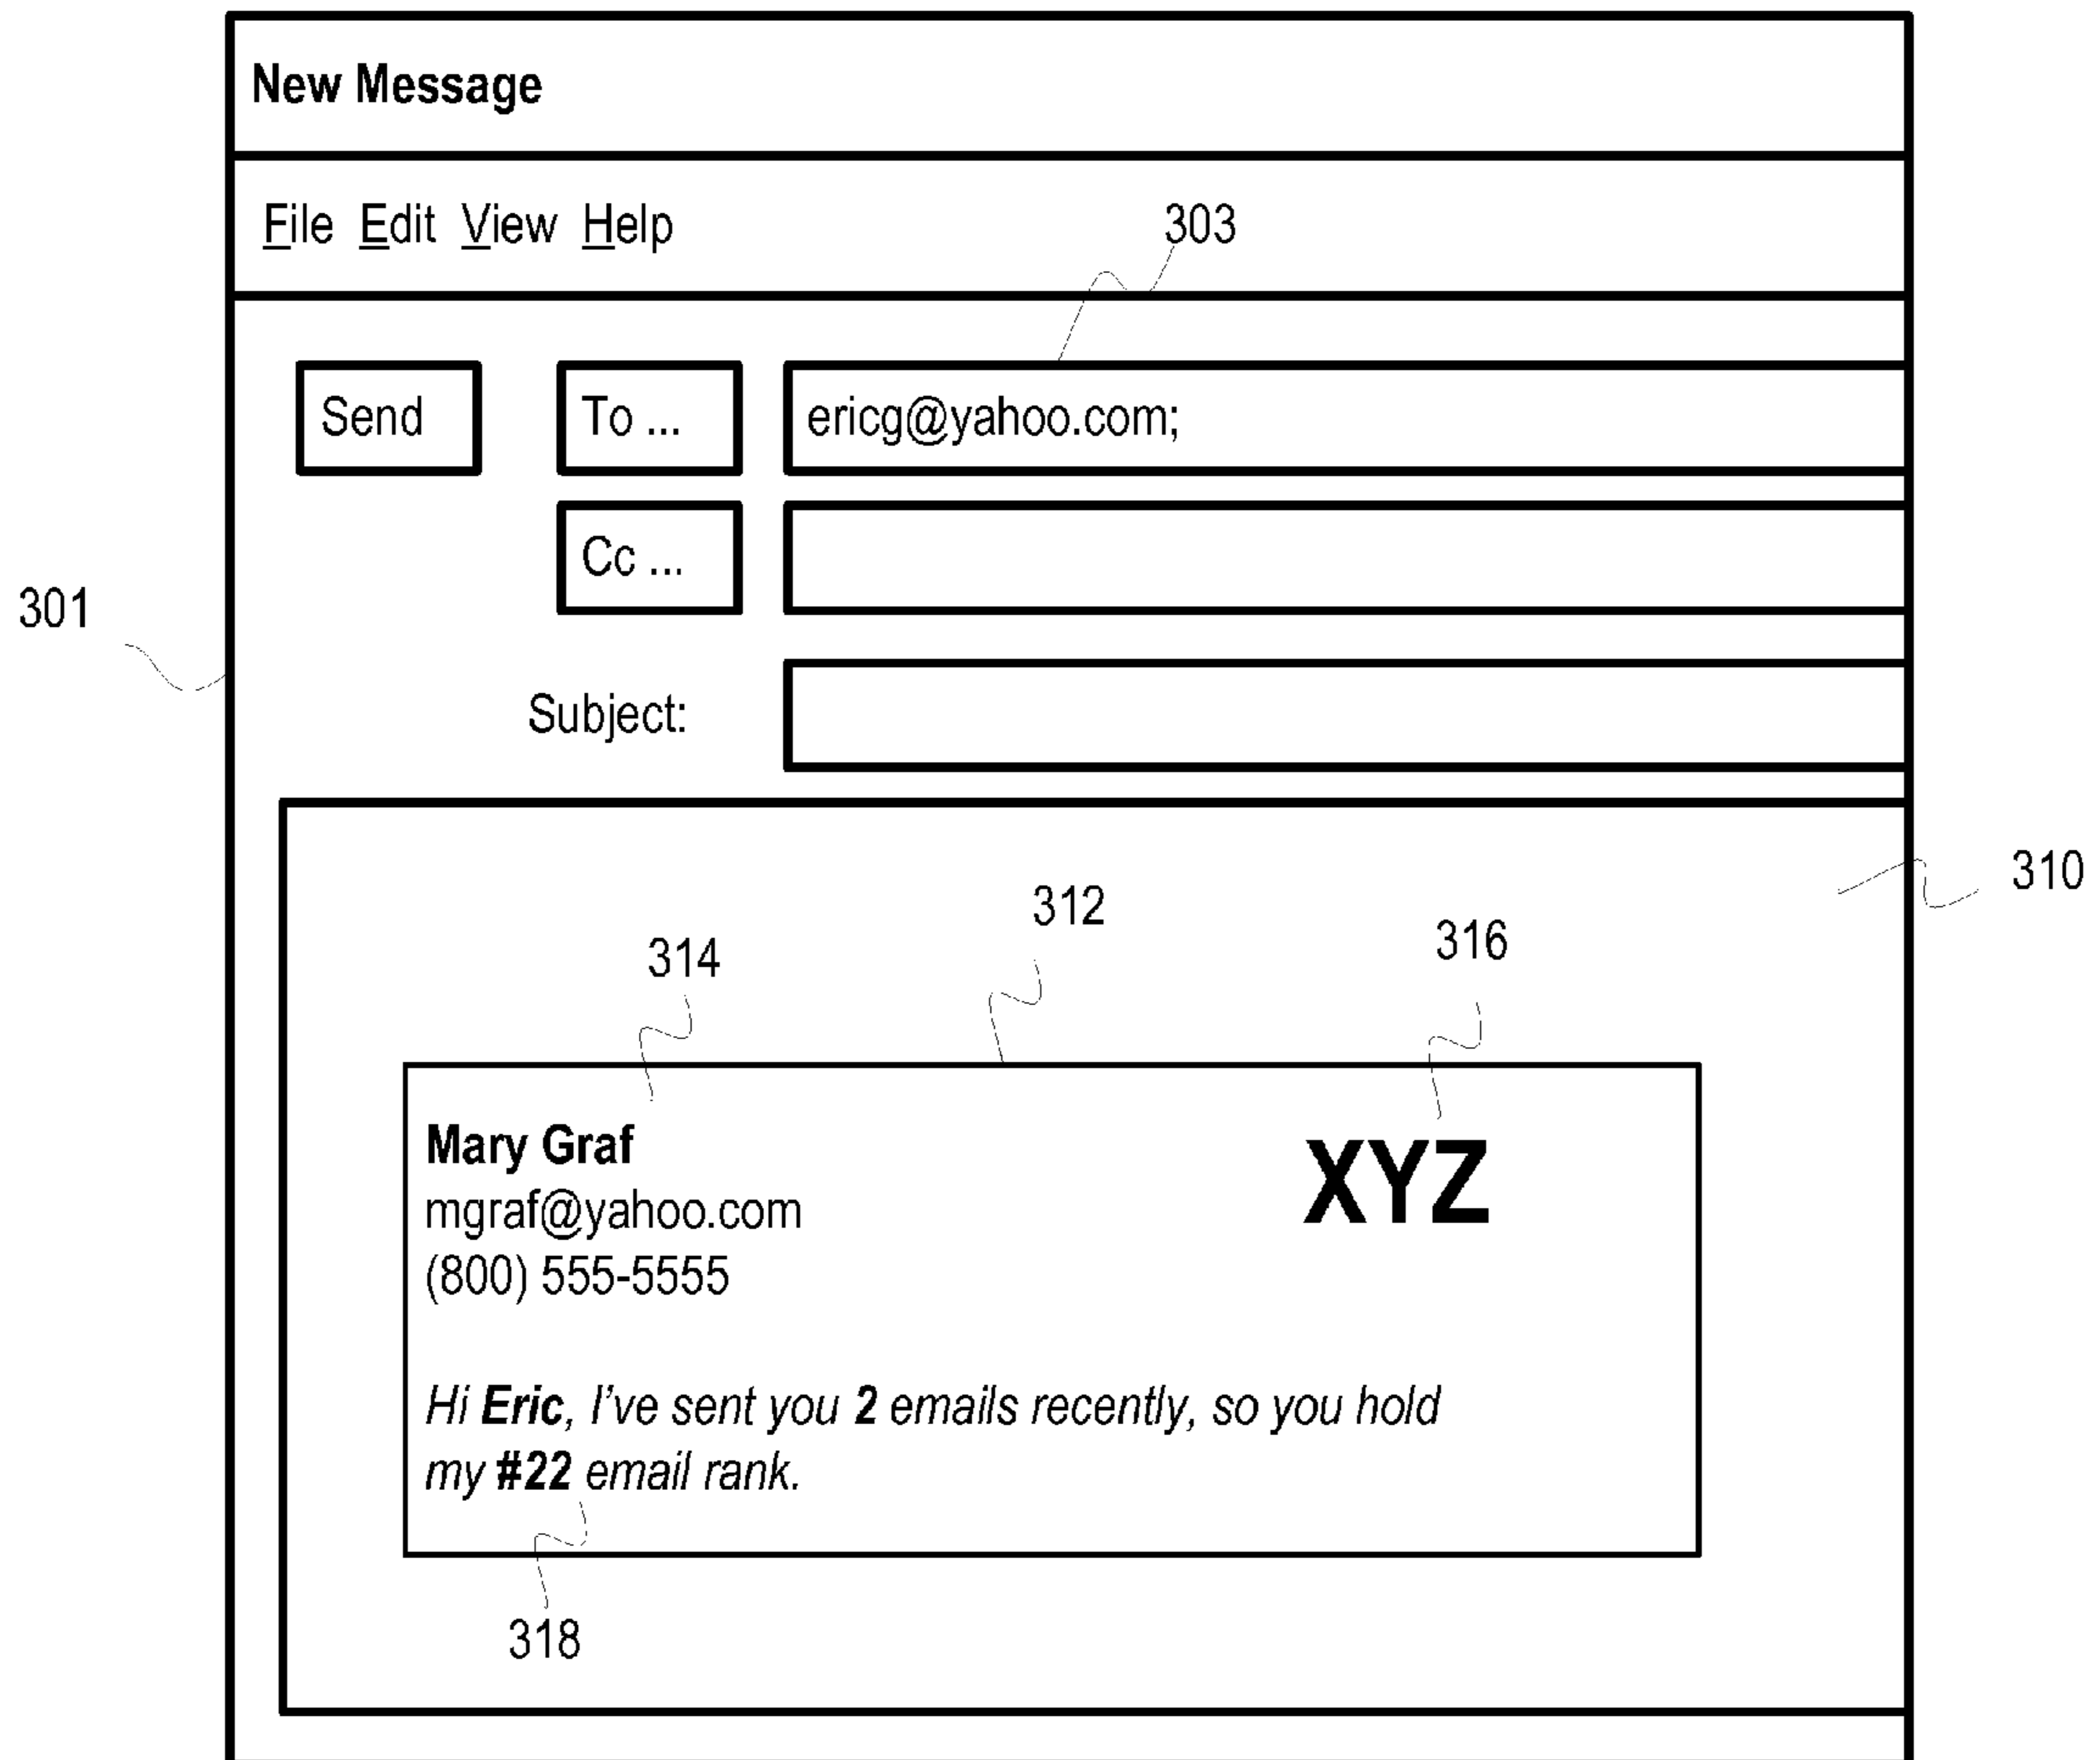 New Message
File Edit View Help
303
Send
To ...
ericg@yahoo.com;
Cc ...
301
Subject:
310
312
316
314
Mary Graf
XYZ
mgraf@yahoo.com
(800) 555-5555
Hi Eric, I've sent you 2 emails recently, so you hold
my #22 email rank.
318